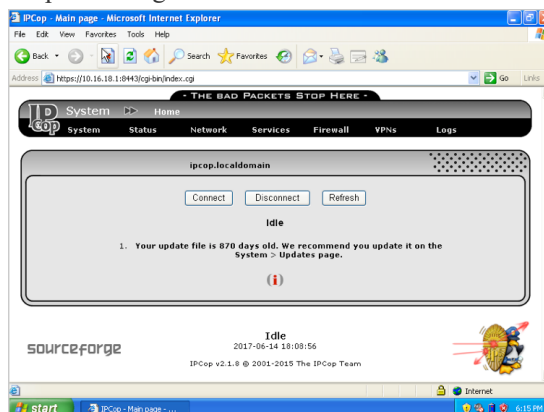 IPCop - Main page - Microsoft Internet Explorer
File Edit View Favorites Tools Help
Back Search Favorites
Address https://10.16.18.1:8443/cgi-bin/index.cgi Go Links
- THE BAD PACKETS STOP HERE -
IP COP System Home
System Status Network Services Firewall VPNs Logs
ipcop.localdomain
Connect Disconnect Refresh
Idle
1. Your update file is 870 days old. We recommend you update it on the
System > Updates page.
(i)
Idle
sourceforge 2017-06-14 18:08:56
IPCop v2.1.8 © 2001-2015 The IPCop Team
Internet
start IPCop - Main page - ... 6:15 PM